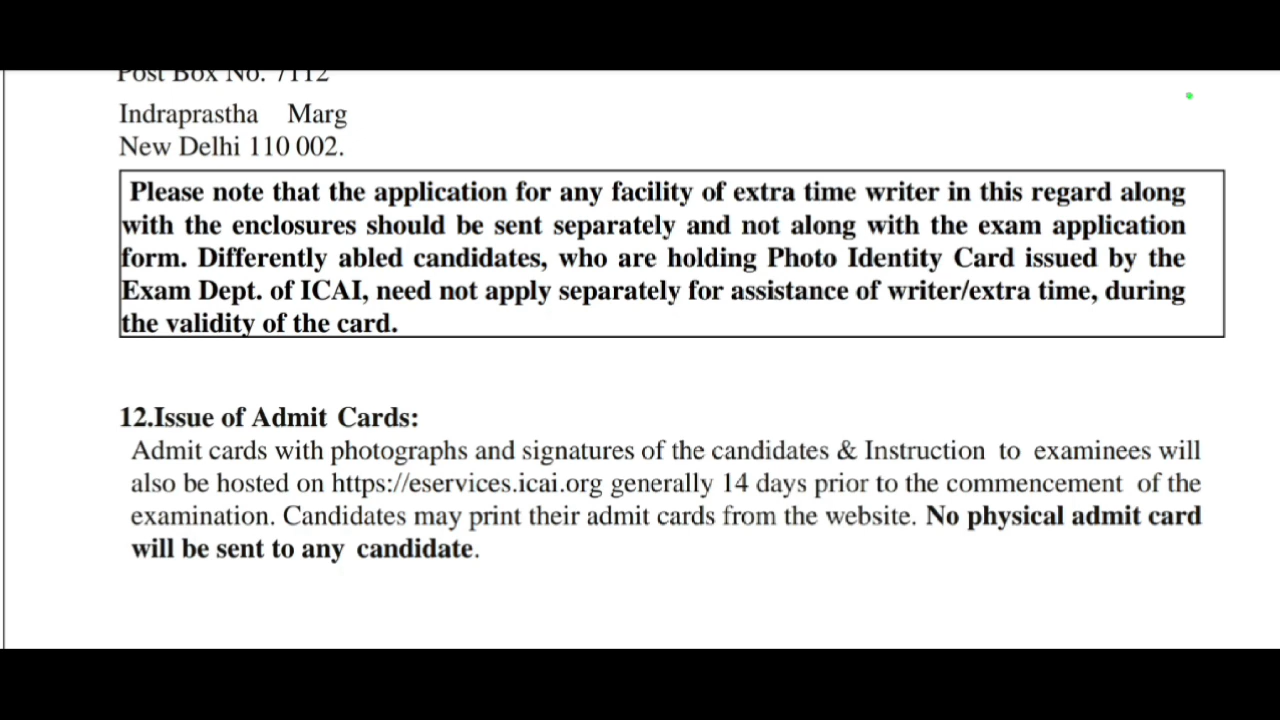 Post Box No. 7112
Indraprastha Marg
New Delhi 110 002.
Please note that the application for any facility of extra time writer in this regard along
with the enclosures should be sent separately and not along with the exam application
form. Differently abled candidates, who are holding Photo Identity Card issued by the
Exam Dept. of ICAI, need not apply separately for assistance of writer/extra time, during
the validity of the card.
12.Issue of Admit Cards:
Admit cards with photographs and signatures of the candidates & Instruction to examinees will
also be hosted on https://eservices.icai.org generally 14 days prior to the commencement of the
examination. Candidates may print their admit cards from the website. No physical admit card
will be sent to any candidate.